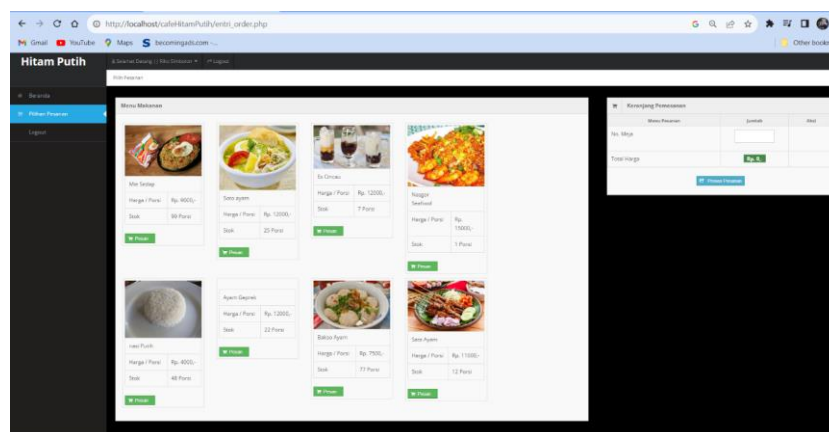 http://localhost/cafeHitamPutih/entri_order.php
Gmail YouTube Maps becomingads.com -... Other book
Hitam Putih
Selamat Datang || Logout
Beranda
Pilihan Pesanan
Logout
Menu Makanan
Mie Sedap
Harga / Porsi Rp. 9000,-
Stok 99 Porsi
Pesan
Soto ayam
Harga / Porsi Rp. 12000,-
Stok 25 Porsi
Pesan
Es Cincau
Harga / Porsi Rp. 12000,-
Stok 7 Porsi
Pesan
Nasgor
Seafood
Harga / Porsi Rp.
15000,-
Stok 1 Porsi
Pesan
nasi Putih
Harga / Porsi Rp. 4000,-
Stok 48 Porsi
Pesan
Ayam Geprek
Harga / Porsi Rp. 12000,-
Stok 22 Porsi
Pesan
Bakso Ayam
Harga / Porsi Rp. 7500,-
Stok 77 Porsi
Pesan
Sate Ayam
Harga / Porsi Rp. 11000,-
Stok 12 Porsi
Pesan
Keranjang Pemesanan
Menu Pesanan Jumlah Aksi
No. Meja
Total Harga Rp. 0,-
Pesanan